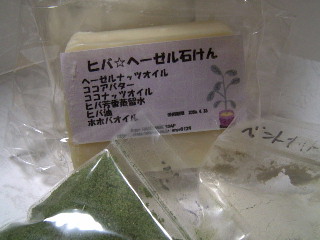 ヒバ☆ヘーゼル石けん
ヘーゼルナッツオイル
ココアバター
ココナッツオイル
ヒバ芳香蒸留水
ヒバ油
ホホバオイル